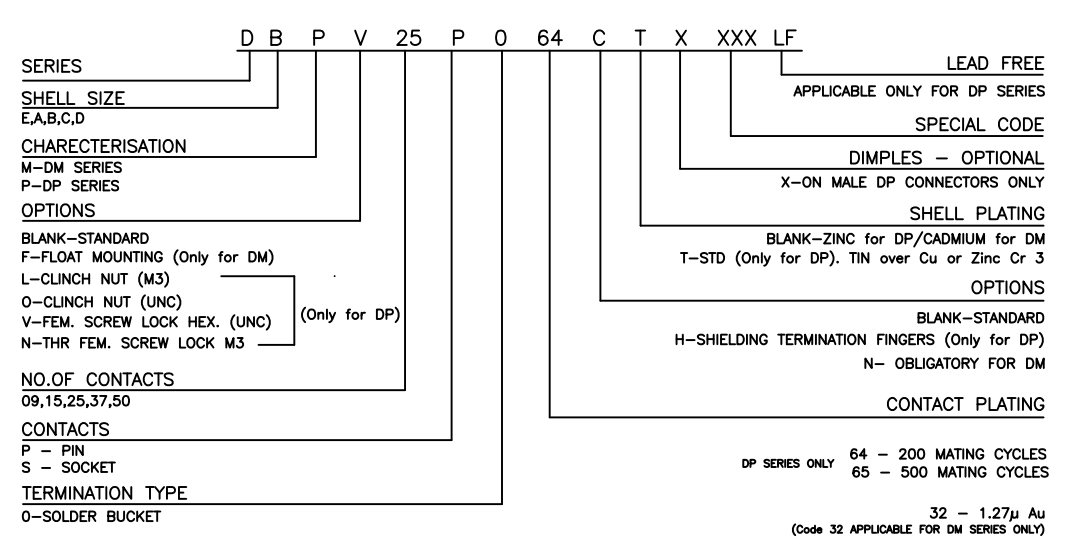 D B P V 25 P 0 64 C T X XXX LF
SERIES
SHELL SIZE
E,A,B,C,D
CHARECTERISATION
M-DM SERIES
P-DP SERIES
OPTIONS
BLANK-STANDARD
F-FLOAT MOUNTING (Only for DM)
L-CLINCH NUT (M3)
O-CLINCH NUT (UNC)
V-FEM. SCREW LOCK HEX. (UNC)
N-THR FEM. SCREW LOCK M3
(Only for DP)
NO.OF CONTACTS
09,15,25,37,50
CONTACTS
P - PIN
S - SOCKET
TERMINATION TYPE
0-SOLDER BUCKET
LEAD FREE
APPLICABLE ONLY FOR DP SERIES
SPECIAL CODE
DIMPLES - OPTIONAL
X-ON MALE DP CONNECTORS ONLY
SHELL PLATING
BLANK-ZINC for DP/CADMIUM for DM
T-STD (Only for DP). TIN over Cu or Zinc Cr 3
OPTIONS
BLANK-STANDARD
H-SHIELDING TERMINATION FINGERS (Only for DP)
N- OBLIGATORY FOR DM
CONTACT PLATING
DP SERIES ONLY
64 - 200 MATING CYCLES
65 - 500 MATING CYCLES
32 - 1.27µ Au
(Code 32 APPLICABLE FOR DM SERIES ONLY)